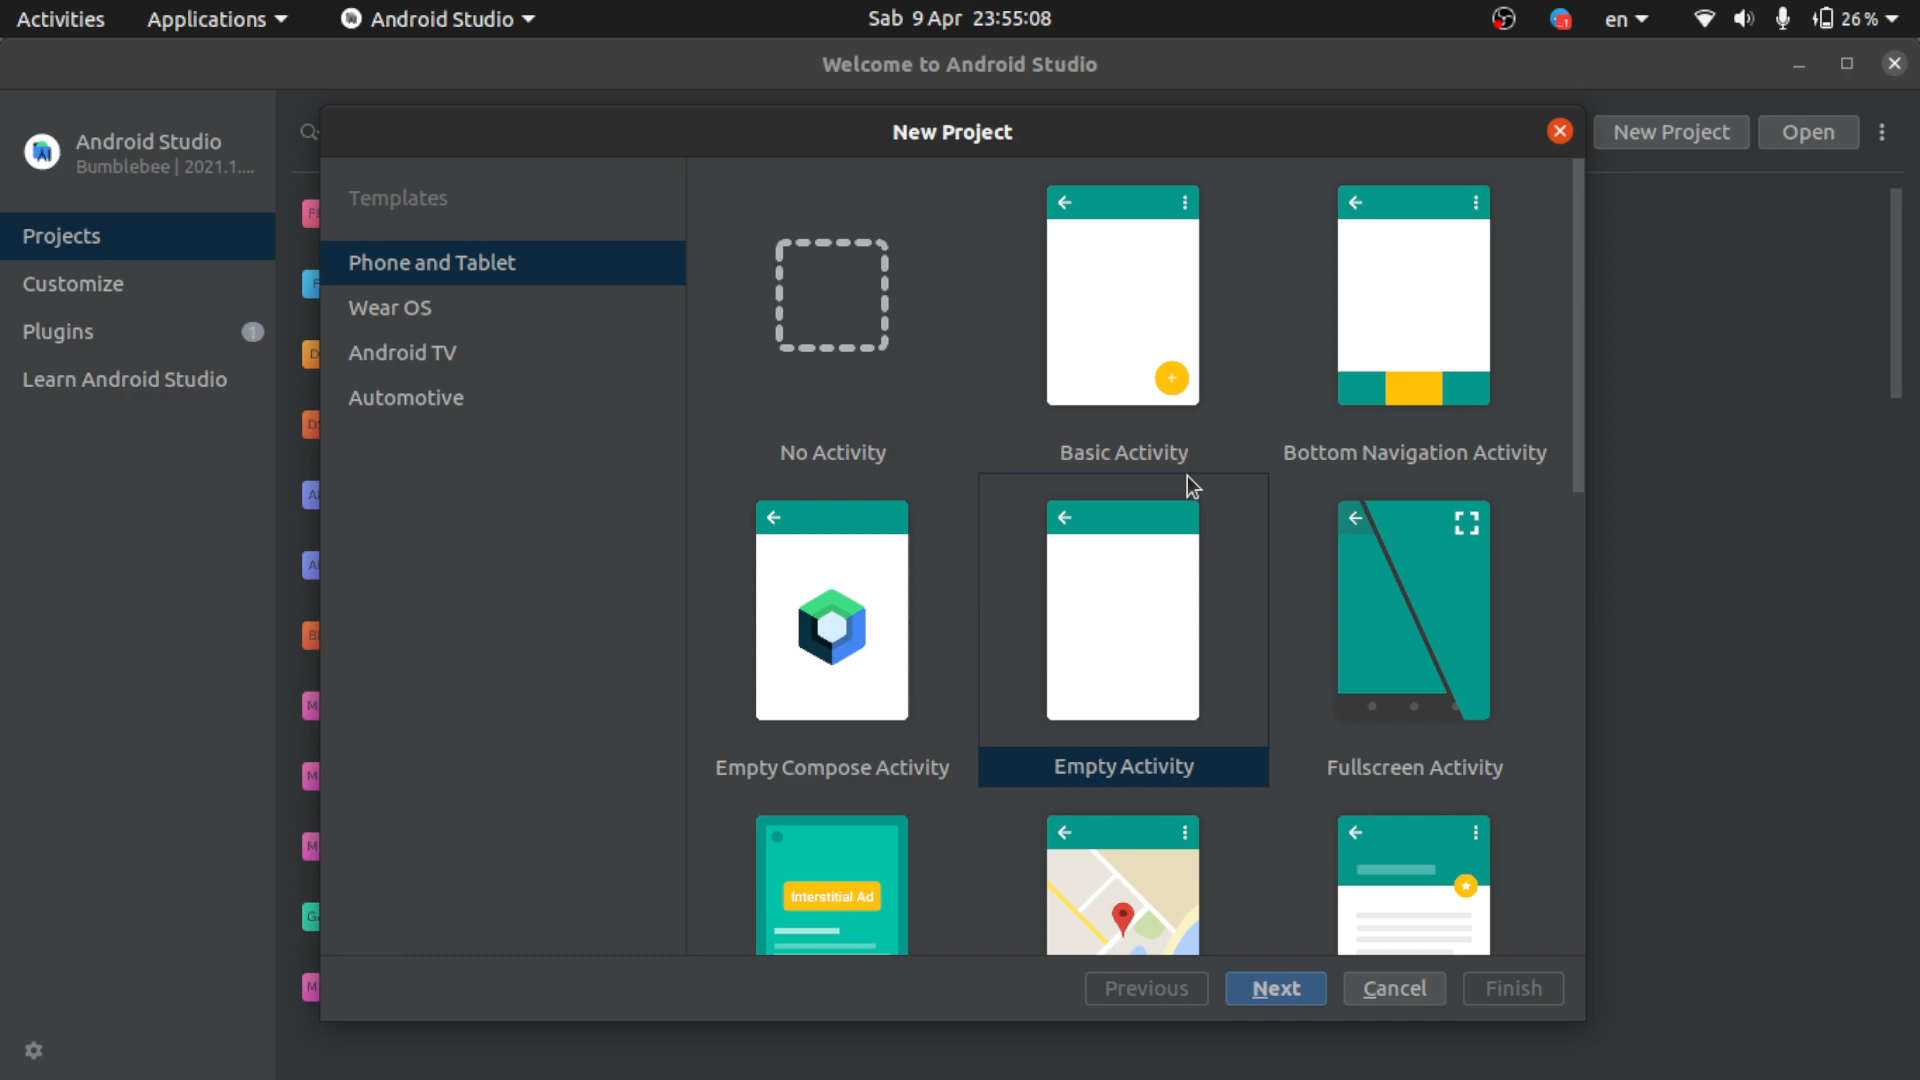 Activities
Applications
Android Studio
Sab 9 Apr 23:55:08
1
en
26 %
Welcome to Android Studio
Android Studio
Bumblebee | 2021.1....
New Project
New Project
Open
Projects
Customize
Plugins
1
Learn Android Studio
Templates
Phone and Tablet
Wear OS
Android TV
Automotive
No Activity
Basic Activity
Bottom Navigation Activity
Empty Compose Activity
Empty Activity
Fullscreen Activity
Interstitial Ad
Previous
Next
Cancel
Finish